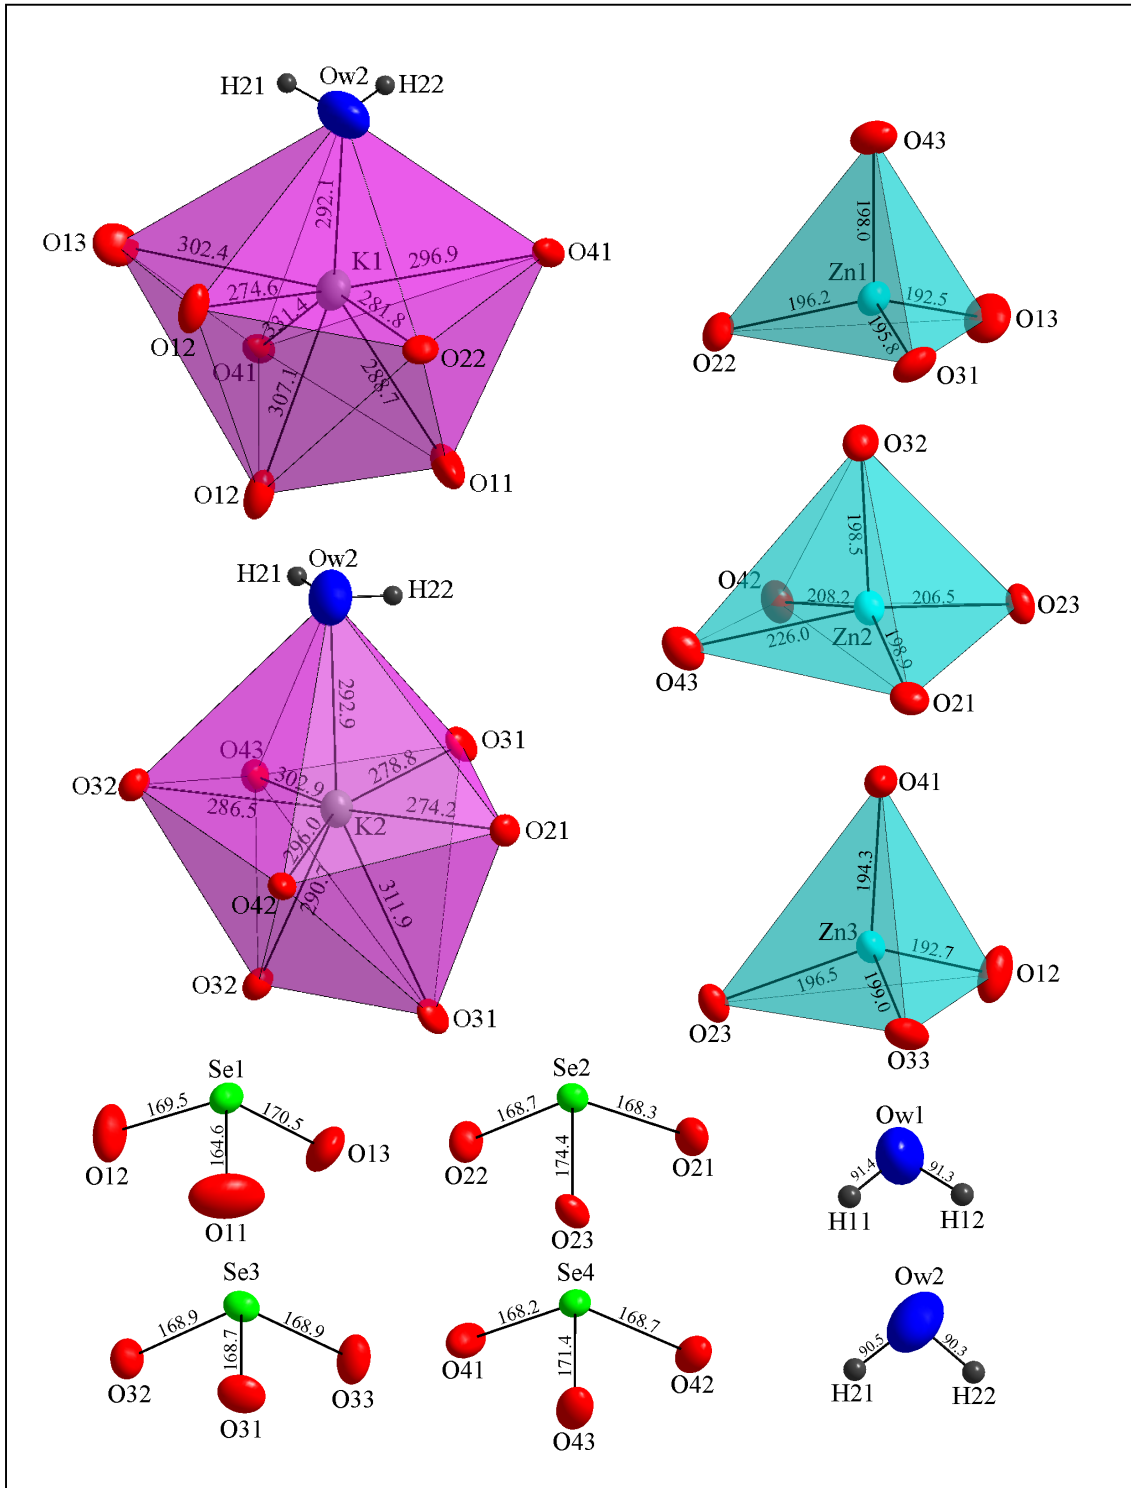 Ow2
H21
H22
O13
302.4
292.1
K1
296.9
O41
274.6
331.4
281.8
O12
O41
O22
307.1
288.7
O12
O11
O43
168.0
Zn1
196.2
192.5
195.8
O22
O13
O31
O32
198.5
O42
208.2
206.5
O23
226.0
Zn2
198.9
O43
O21
Ow2
H21
H22
292.9
O43
O31
O32
302.9
278.8
286.5
274.2
O21
296.0
K2
290.7
311.9
O42
O32
O31
O41
194.3
Zn3
192.7
O12
196.5
199.0
O23
O33
Se1
169.5
170.5
164.6
O12
O13
O11
Se2
168.7
168.3
174.4
O22
O21
O23
Ow1
91.4
91.3
H11
H12
Se3
168.9
168.9
168.7
O32
O33
O31
Se4
168.2
168.7
171.4
O41
O42
O43
Ow2
90.5
90.3
H21
H22